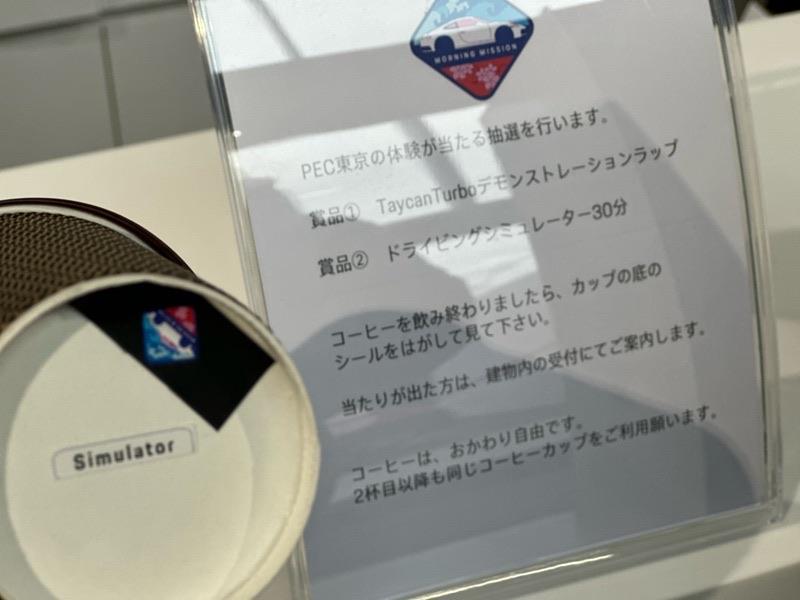 MORNING MISSION
PEC東京の体験が当たる抽選を行います。
賞品① TaycanTurboデモンストレーションラップ
賞品② ドライビングシミュレーター30分
コーヒーを飲み終わりましたら、カップの底の
シールをはがして見て下さい。
当たりが出た方は、建物内の受付にてご案内します。
コーヒーは、おかわり自由です。
2杯目以降も同じコーヒーカップをご利用願います。
Simulator